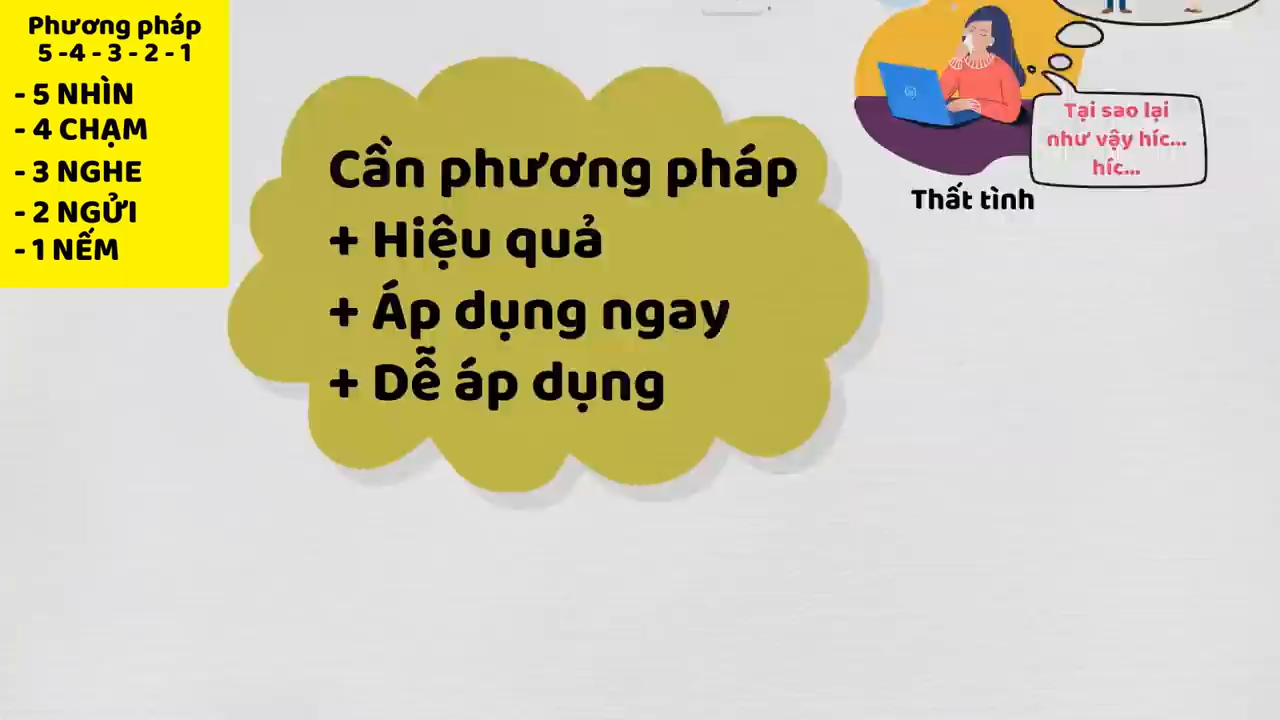 Phương pháp
5 -4 - 3 - 2 - 1
- 5 NHÌN
- 4 CHẠM
- 3 NGHE
- 2 NGỬI
- 1 NẾM
Cần phương pháp
+ Hiệu quả
+ Áp dụng ngay
+ Dễ áp dụng
Tại sao lại
như vậy híc...
híc...
Thất tình